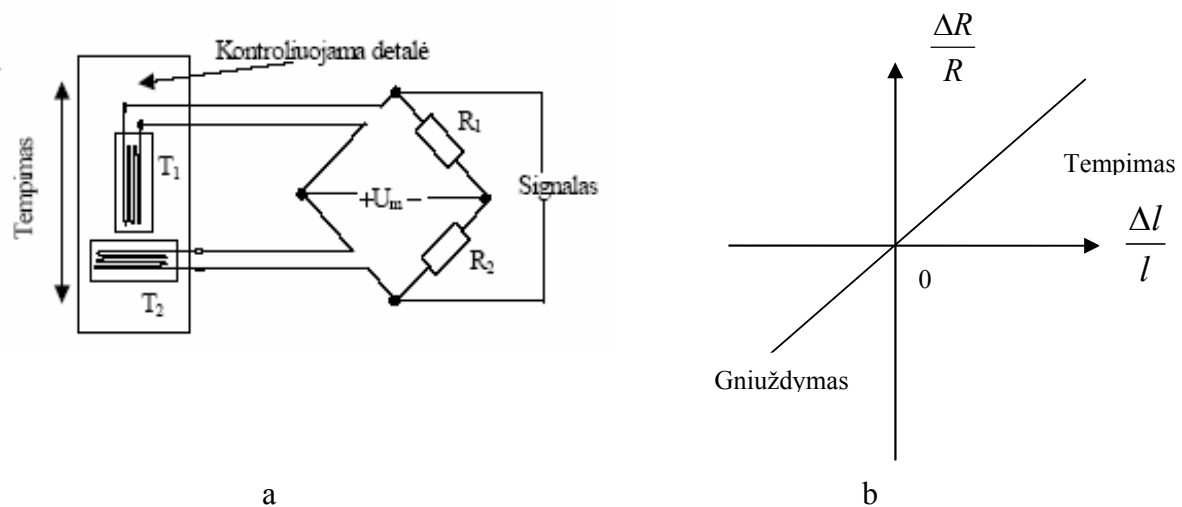 Kontroliuojama detalė
Tempimas
T₁
T₂
R₁
+Uₘ−
R₂
Signalas
a
ΔR
R
Tempimas
Δl
l
0
Gniuždymas
b